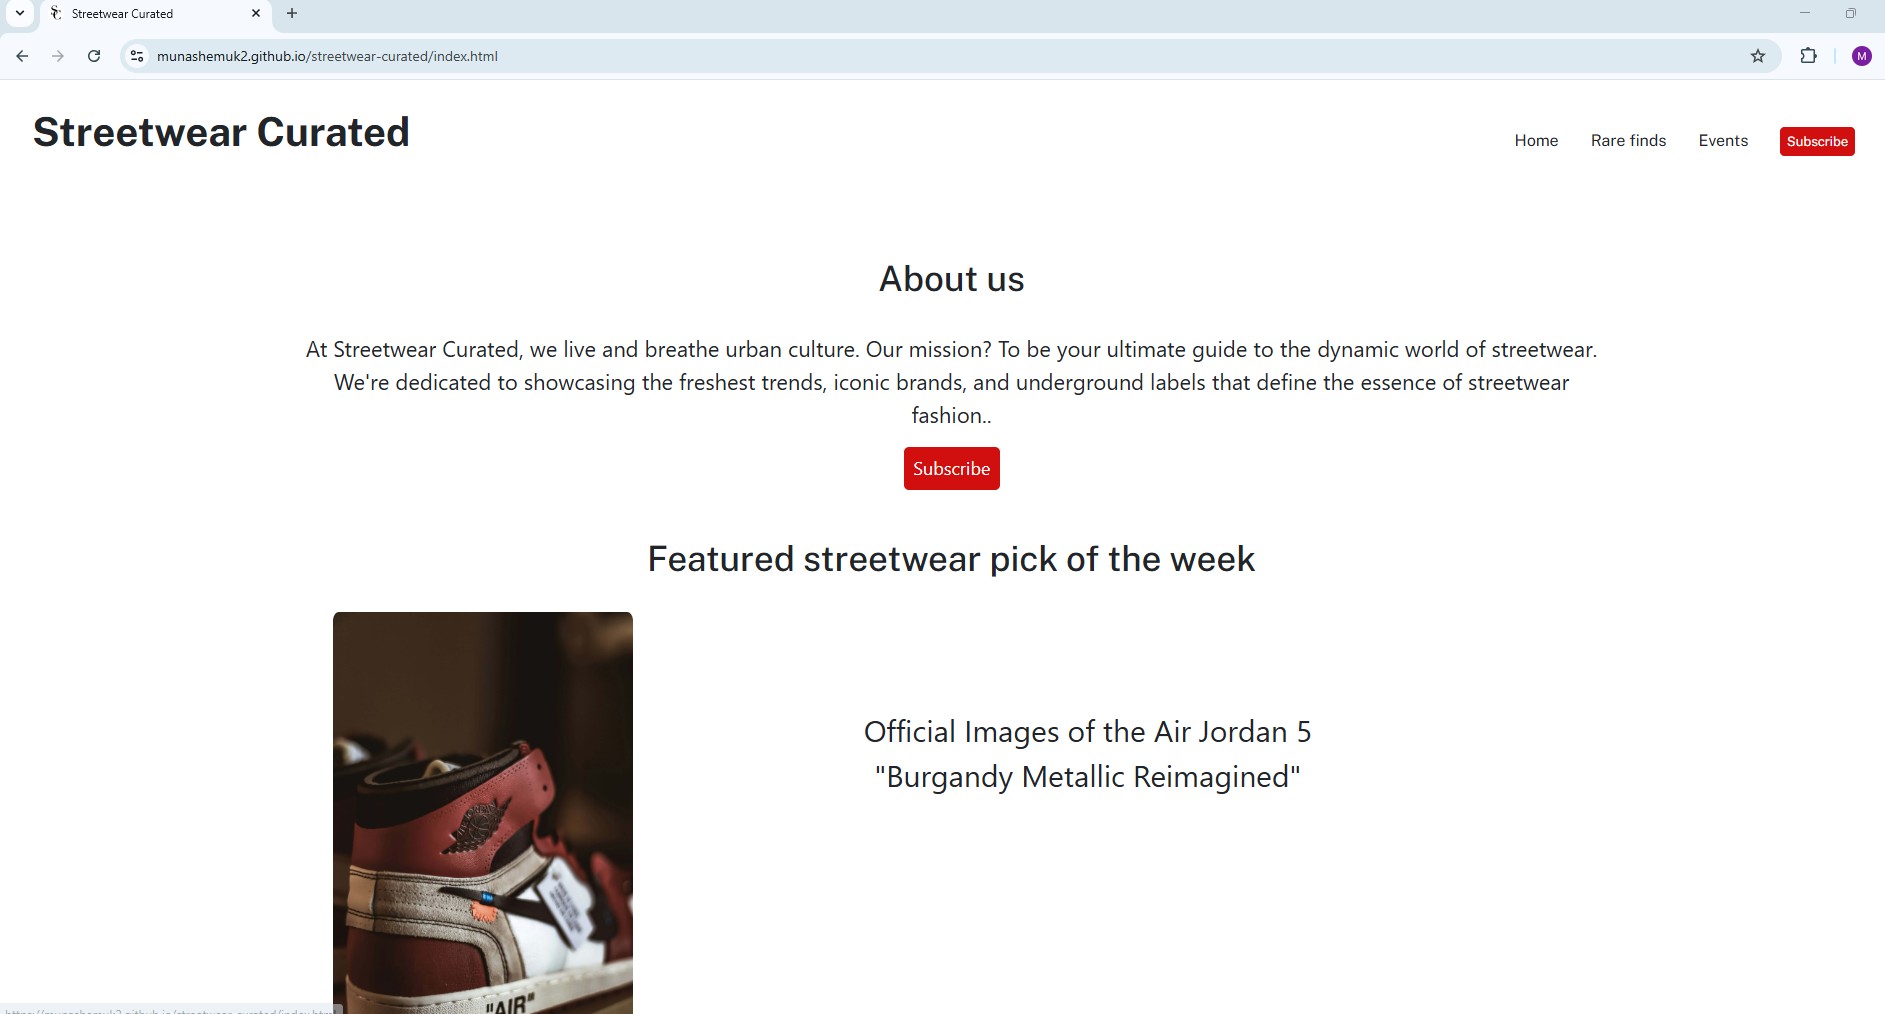 Streetwear Curated
munashemuk2.github.io/streetwear-curated/index.html
M
Streetwear Curated
Home Rare finds Events Subscribe
About us
At Streetwear Curated, we live and breathe urban culture. Our mission? To be your ultimate guide to the dynamic world of streetwear.
We're dedicated to showcasing the freshest trends, iconic brands, and underground labels that define the essence of streetwear
fashion..
Subscribe
Featured streetwear pick of the week
Official Images of the Air Jordan 5
"Burgandy Metallic Reimagined"
"AIR"